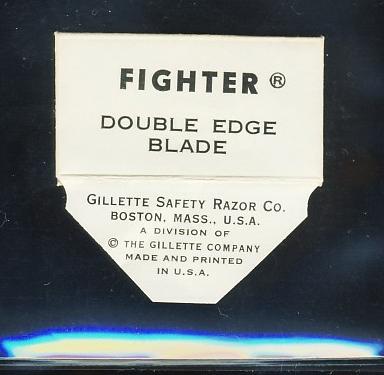 FIGHTER ®
DOUBLE EDGE
BLADE
GILLETTE SAFETY RAZOR CO.
BOSTON, MASS., U.S.A.
A DIVISION OF
© THE GILLETTE COMPANY
MADE AND PRINTED
IN U.S.A.